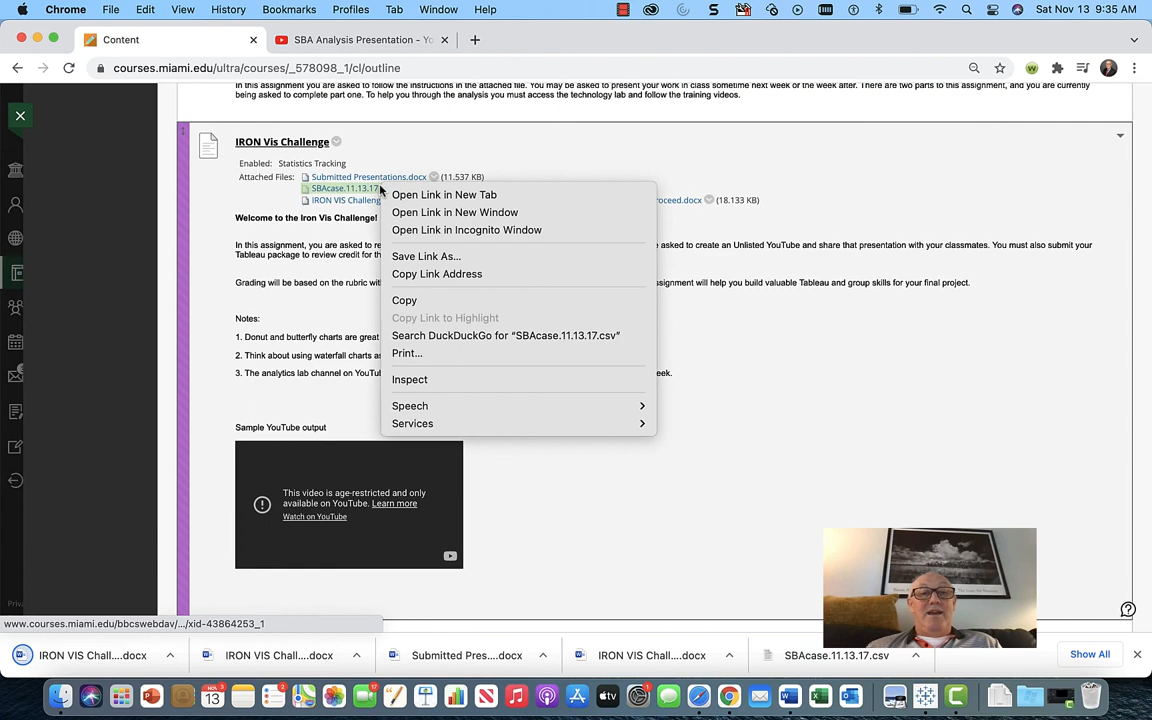 Chrome File Edit View History Bookmarks Profiles Tab Window Help Sat Nov 13 9:35 AM
Content
SBA Analysis Presentation - Yo
courses.miami.edu/ultra/courses/_578098_1/cl/outline
In this assignment you are asked to follow the instructions in the attached file. You may be asked to present your work in class sometime next week or the week after. There are two parts to this assignment, and you are currently
being asked to complete part one. To help you through the analysis you must access the technology lab and follow the training videos.
IRON Vis Challenge
Enabled: Statistics Tracking
Attached Files: Submitted Presentations.docx (11.537 KB)
SBAcase.11.13.17
IRON VIS Challeng
roceed.docx (18.133 KB)
Welcome to the Iron Vis Challenge!
In this assignment, you are asked to re
e asked to create an Unlisted YouTube and share that presentation with your classmates. You must also submit your
Tableau package to review credit for th
Grading will be based on the rubric with
ssignment will help you build valuable Tableau and group skills for your final project.
Notes:
1. Donut and butterfly charts are great
2. Think about using waterfall charts as
3. The analytics lab channel on YouTub
eek.
Open Link in New Tab
Open Link in New Window
Open Link in Incognito Window
Save Link As...
Copy Link Address
Copy
Copy Link to Highlight
Search DuckDuckGo for “SBAcase.11.13.17.csv”
Print...
Inspect
Speech
Services
Sample YouTube output
This video is age-restricted and only
available on YouTube. Learn more
Watch on YouTube
Priva
www.courses.miami.edu/bbcswebdav/.../xid-43864253_1
IRON VIS Chall....docx
IRON VIS Chall....docx
Submitted Pres....docx
IRON VIS Chall....docx
SBAcase.11.13.17.csv
Show All